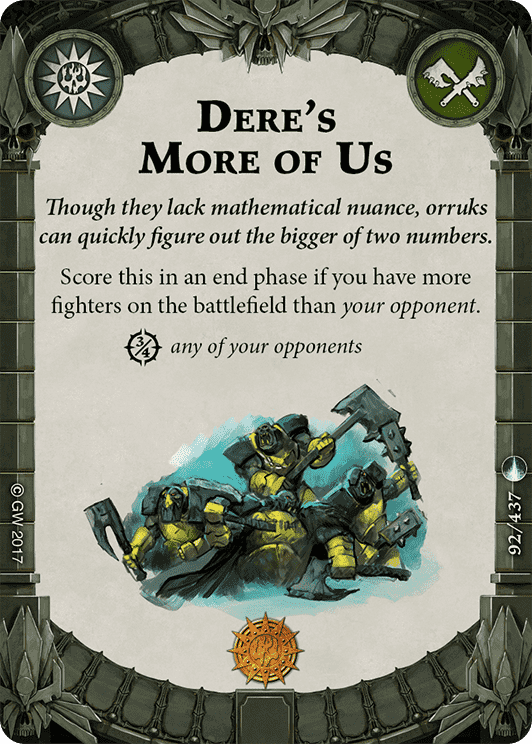 Dere's
More of Us
Though they lack mathematical nuance, orruks
can quickly figure out the bigger of two numbers.
Score this in an end phase if you have more
fighters on the battlefield than your opponent.
3/4 any of your opponents
© GW 2017
92/437